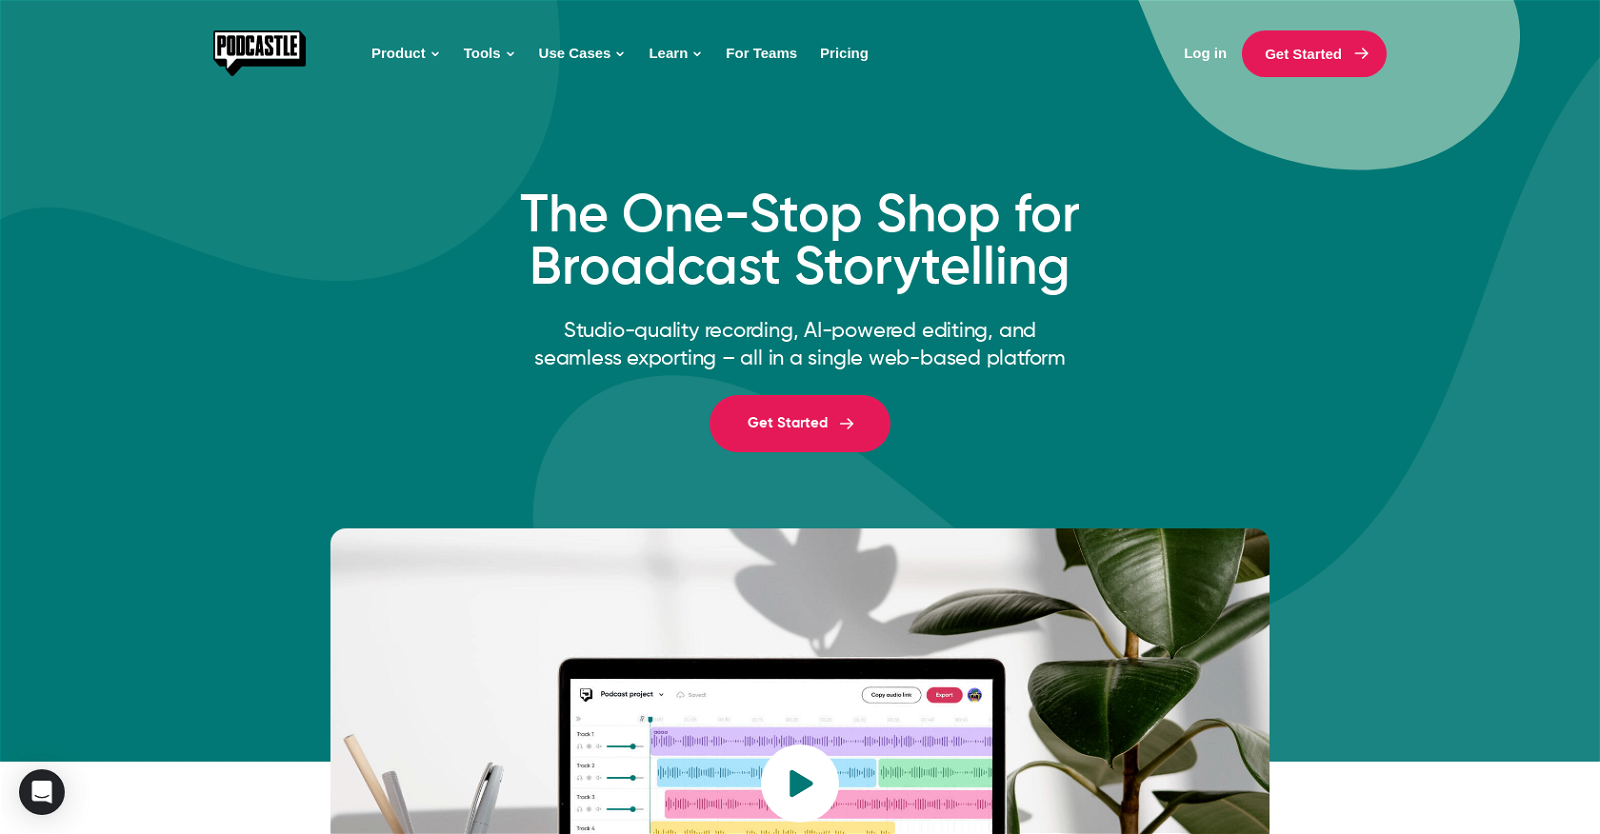 PODCASTLE
Product
Tools
Use Cases
Learn
For Teams
Pricing
Log in
Get Started
The One-Stop Shop for
Broadcast Storytelling
Studio-quality recording, AI-powered editing, and
seamless exporting – all in a single web-based platform
Get Started
Podcast project
Saved!
Copy audio link
Export
Track 1
Track 2
Track 3
Track 4